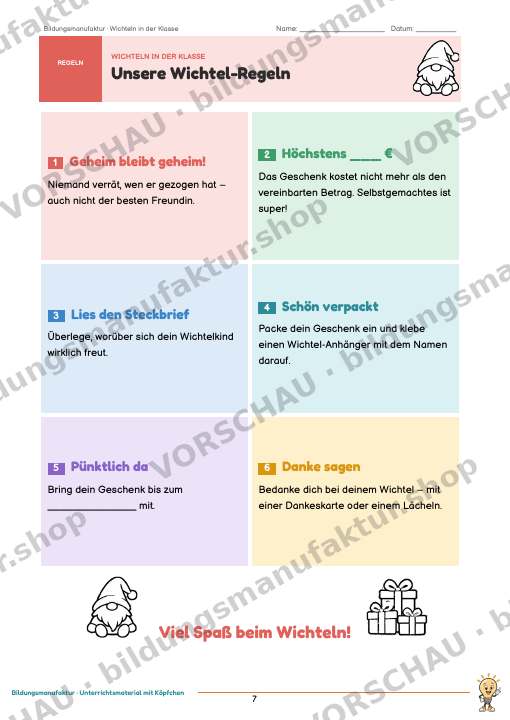 Bildungsmanufaktur · Wichteln in der Klasse
Name: ____________________ Datum: __________
REGELN
WICHTELN IN DER KLASSE
Unsere Wichtel-Regeln
1 Geheim bleibt geheim!
Niemand verrät, wen er gezogen hat –
auch nicht der besten Freundin.
2 Höchstens ____ €
Das Geschenk kostet nicht mehr als den
vereinbarten Betrag. Selbstgemachtes ist
super!
3 Lies den Steckbrief
Überlege, worüber sich dein Wichtelkind
wirklich freut.
4 Schön verpackt
Packe dein Geschenk ein und klebe
einen Wichtel-Anhänger mit dem Namen
darauf.
5 Pünktlich da
Bring dein Geschenk bis zum
__________________ mit.
6 Danke sagen
Bedanke dich bei deinem Wichtel – mit
einer Dankeskarte oder einem Lächeln.
Viel Spaß beim Wichteln!
Bildungsmanufaktur · Unterrichtsmaterial mit Köpfchen
7
VORSCHAU · bildungsmanufaktur.shop